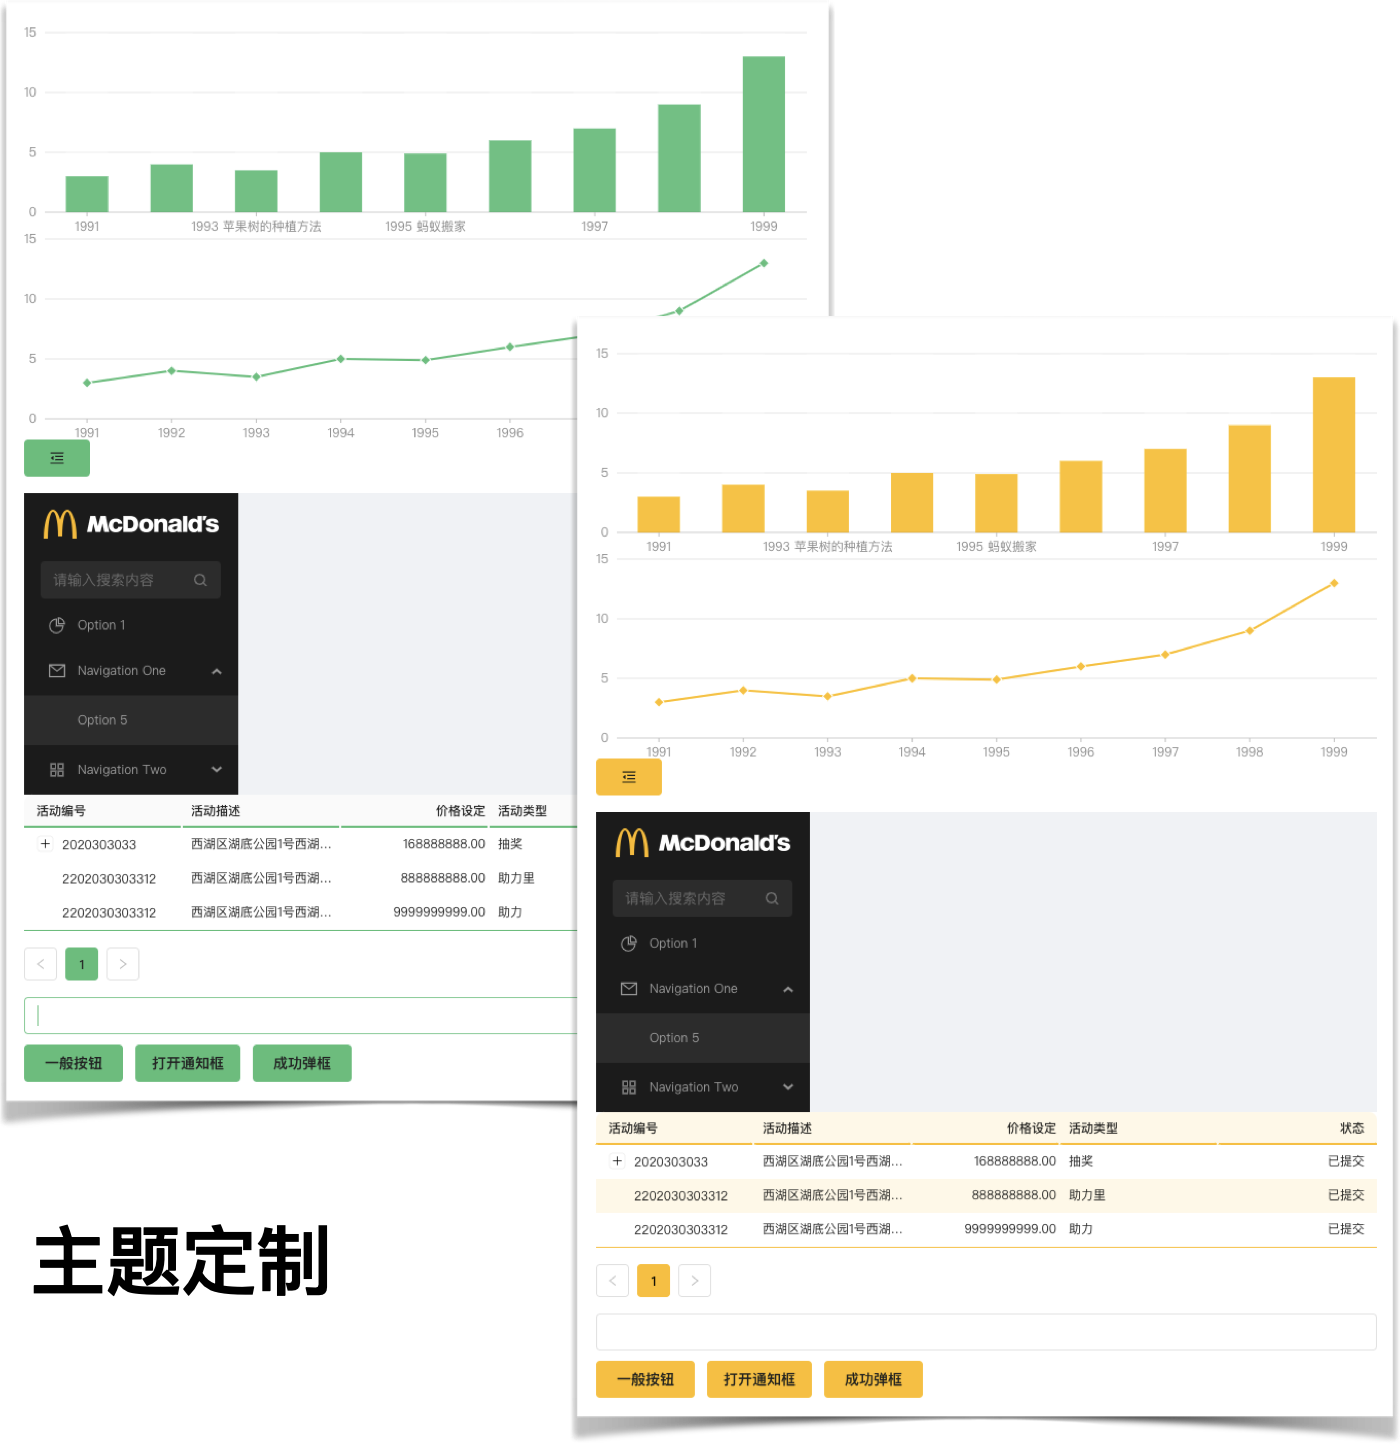 15
10
5
0
1991 1993 苹果树的种植方法 1995 蚂蚁搬家 1997 1999
15
10
5
0
1991 1992 1993 1994 1995 1996
McDonald's
请输入搜索内容
Option 1
Navigation One
Option 5
Navigation Two
活动编号 活动描述 价格设定 活动类型
2020303033 西湖区湖底公园1号西湖... 168888888.00 抽奖
2202030303312 西湖区湖底公园1号西湖... 888888888.00 助力里
2202030303312 西湖区湖底公园1号西湖... 9999999999.00 助力
< 1 >
一般按钮 打开通知框 成功弹框
主题定制
15
10
5
0
1991 1993 苹果树的种植方法 1995 蚂蚁搬家 1997 1999
15
10
5
0
1991 1992 1993 1994 1995 1996 1997 1998 1999
McDonald's
请输入搜索内容
Option 1
Navigation One
Option 5
Navigation Two
活动编号 活动描述 价格设定 活动类型 状态
2020303033 西湖区湖底公园1号西湖... 168888888.00 抽奖 已提交
2202030303312 西湖区湖底公园1号西湖... 888888888.00 助力里 已提交
2202030303312 西湖区湖底公园1号西湖... 9999999999.00 助力 已提交
< 1 >
一般按钮 打开通知框 成功弹框